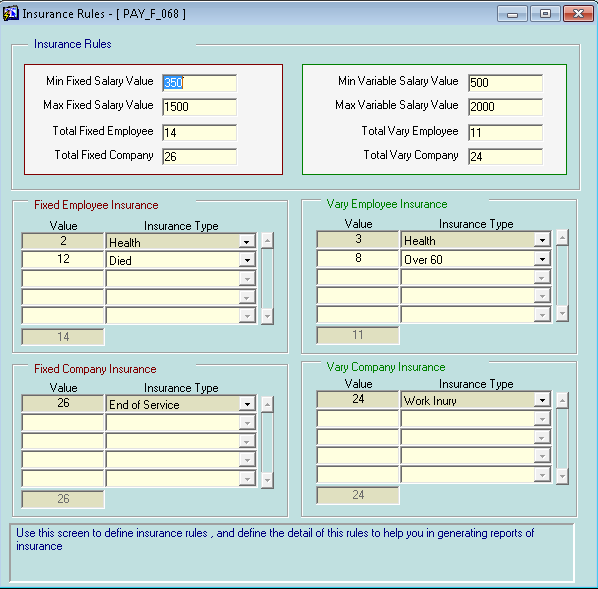 Insurance Rules - [ PAY_F_068 ]
Insurance Rules
Min Fixed Salary Value 350
Max Fixed Salary Value 1500
Total Fixed Employee 14
Total Fixed Company 26
Min Variable Salary Value 500
Max Variable Salary Value 2000
Total Vary Employee 11
Total Vary Company 24
Fixed Employee Insurance
Value Insurance Type
2 Health
12 Died
14
Vary Employee Insurance
Value Insurance Type
3 Health
8 Over 60
11
Fixed Company Insurance
Value Insurance Type
26 End of Service
26
Vary Company Insurance
Value Insurance Type
24 Work Inury
24
Use this screen to define insurance rules , and define the detail of this rules to help you in generating reports of
insurance